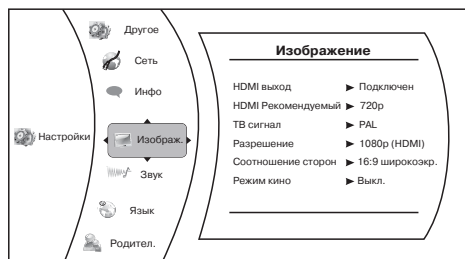 Другое
Сеть
Инфо
Настройки
Изображ.
Звук
Язык
Родител.
Изображение
HDMI выход ► Подключен
HDMI Рекомендуемый ► 720p
ТВ сигнал ► PAL
Разрешение ► 1080p (HDMI)
Соотношение сторон ► 16:9 широкоэкр.
Режим кино ► Выкл.